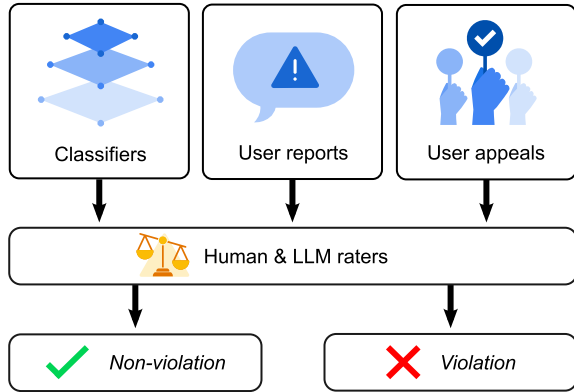 Classifiers
User reports
User appeals
Human & LLM raters
Non-violation
Violation